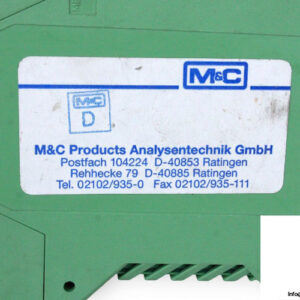 M&C
M&C
D
M&C Products Analysentechnik GmbH
Postfach 104224 D-40853 Ratingen
Rehhecke 79 D-40885 Ratingen
Tel. 02102/935-0 Fax 02102/935-111